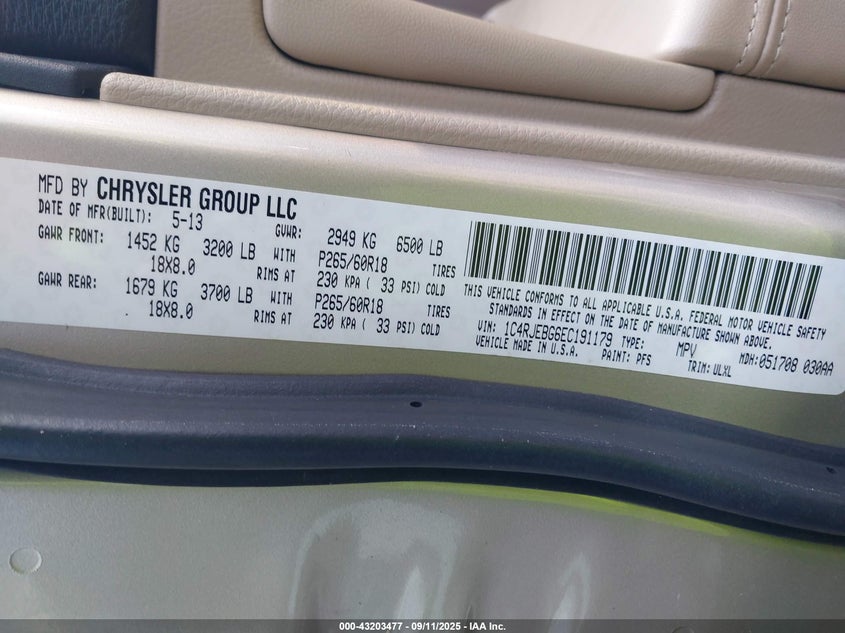 MFD BY CHRYSLER GROUP LLC
DATE OF MFR(BUILT): 5-13 GVWR: 2949 KG 6500 LB
GAWR FRONT: 1452 KG 3200 LB WITH P265/60R18 TIRES
18X8.0 RIMS AT 230 KPA ( 33 PSI) COLD
GAWR REAR: 1679 KG 3700 LB WITH P265/60R18 TIRES
18X8.0 RIMS AT 230 KPA ( 33 PSI) COLD
THIS VEHICLE CONFORMS TO ALL APPLICABLE U.S.A. FEDERAL MOTOR VEHICLE SAFETY
STANDARDS IN EFFECT ON THE DATE OF MANUFACTURE SHOWN ABOVE.
VIN: 1C4RJEBG6EC191179 TYPE: MPV MDH:051708 030AA
VEHICLE MADE IN U.S.A. PAINT: PFS TRIM: ULXL
000-43203477 - 09/11/2025 - IAA Inc.